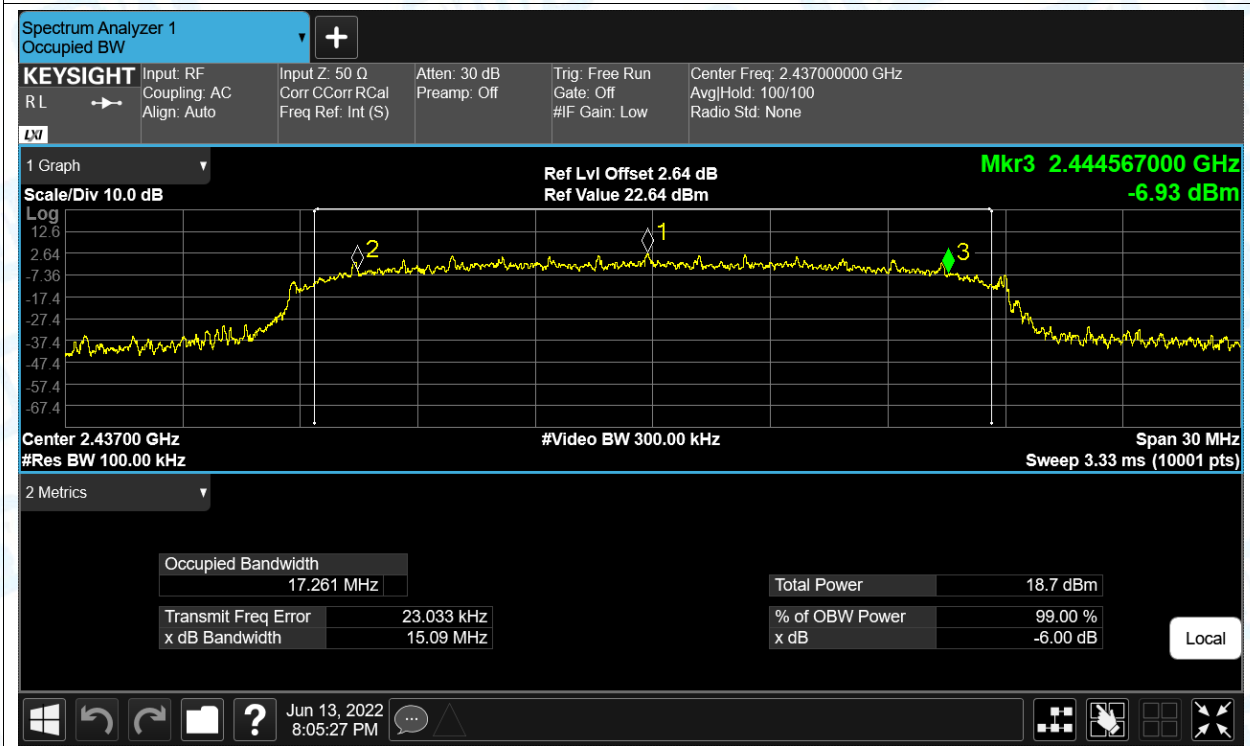 Spectrum Analyzer 1
Occupied BW
KEYSIGHT
R L
LXI
Input: RF
Coupling: AC
Align: Auto
Input Z: 50 Ω
Corr CCorr RCal
Freq Ref: Int (S)
Atten: 30 dB
Preamp: Off
Trig: Free Run
Gate: Off
#IF Gain: Low
Center Freq: 2.437000000 GHz
Avg|Hold: 100/100
Radio Std: None
1 Graph
Scale/Div 10.0 dB
Ref Lvl Offset 2.64 dB
Ref Value 22.64 dBm
Mkr3 2.444567000 GHz
-6.93 dBm
Log
12.6
2.64
-7.36
-17.4
-27.4
-37.4
-47.4
-57.4
-67.4
2
1
3
Center 2.43700 GHz
#Res BW 100.00 kHz
#Video BW 300.00 kHz
Span 30 MHz
Sweep 3.33 ms (10001 pts)
2 Metrics
Occupied Bandwidth
17.261 MHz
Transmit Freq Error 23.033 kHz
x dB Bandwidth 15.09 MHz
Total Power 18.7 dBm
% of OBW Power 99.00 %
x dB -6.00 dB
Local
?
Jun 13, 2022
8:05:27 PM